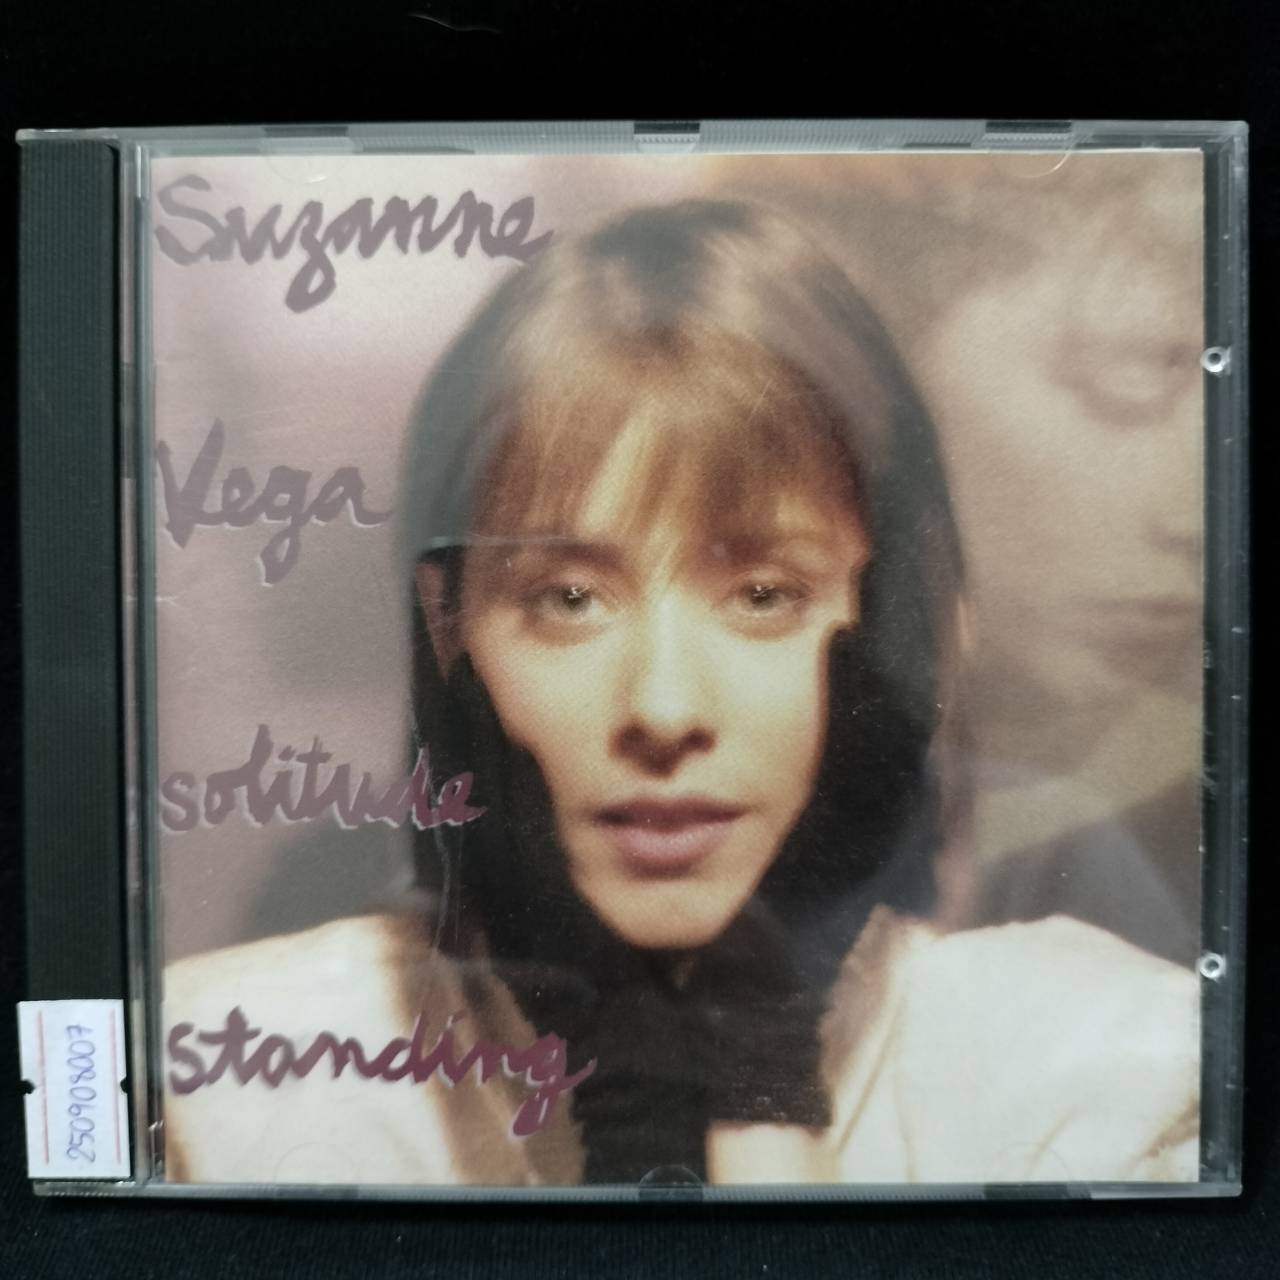 Suzanne
Vega
solitude
standing
250908007